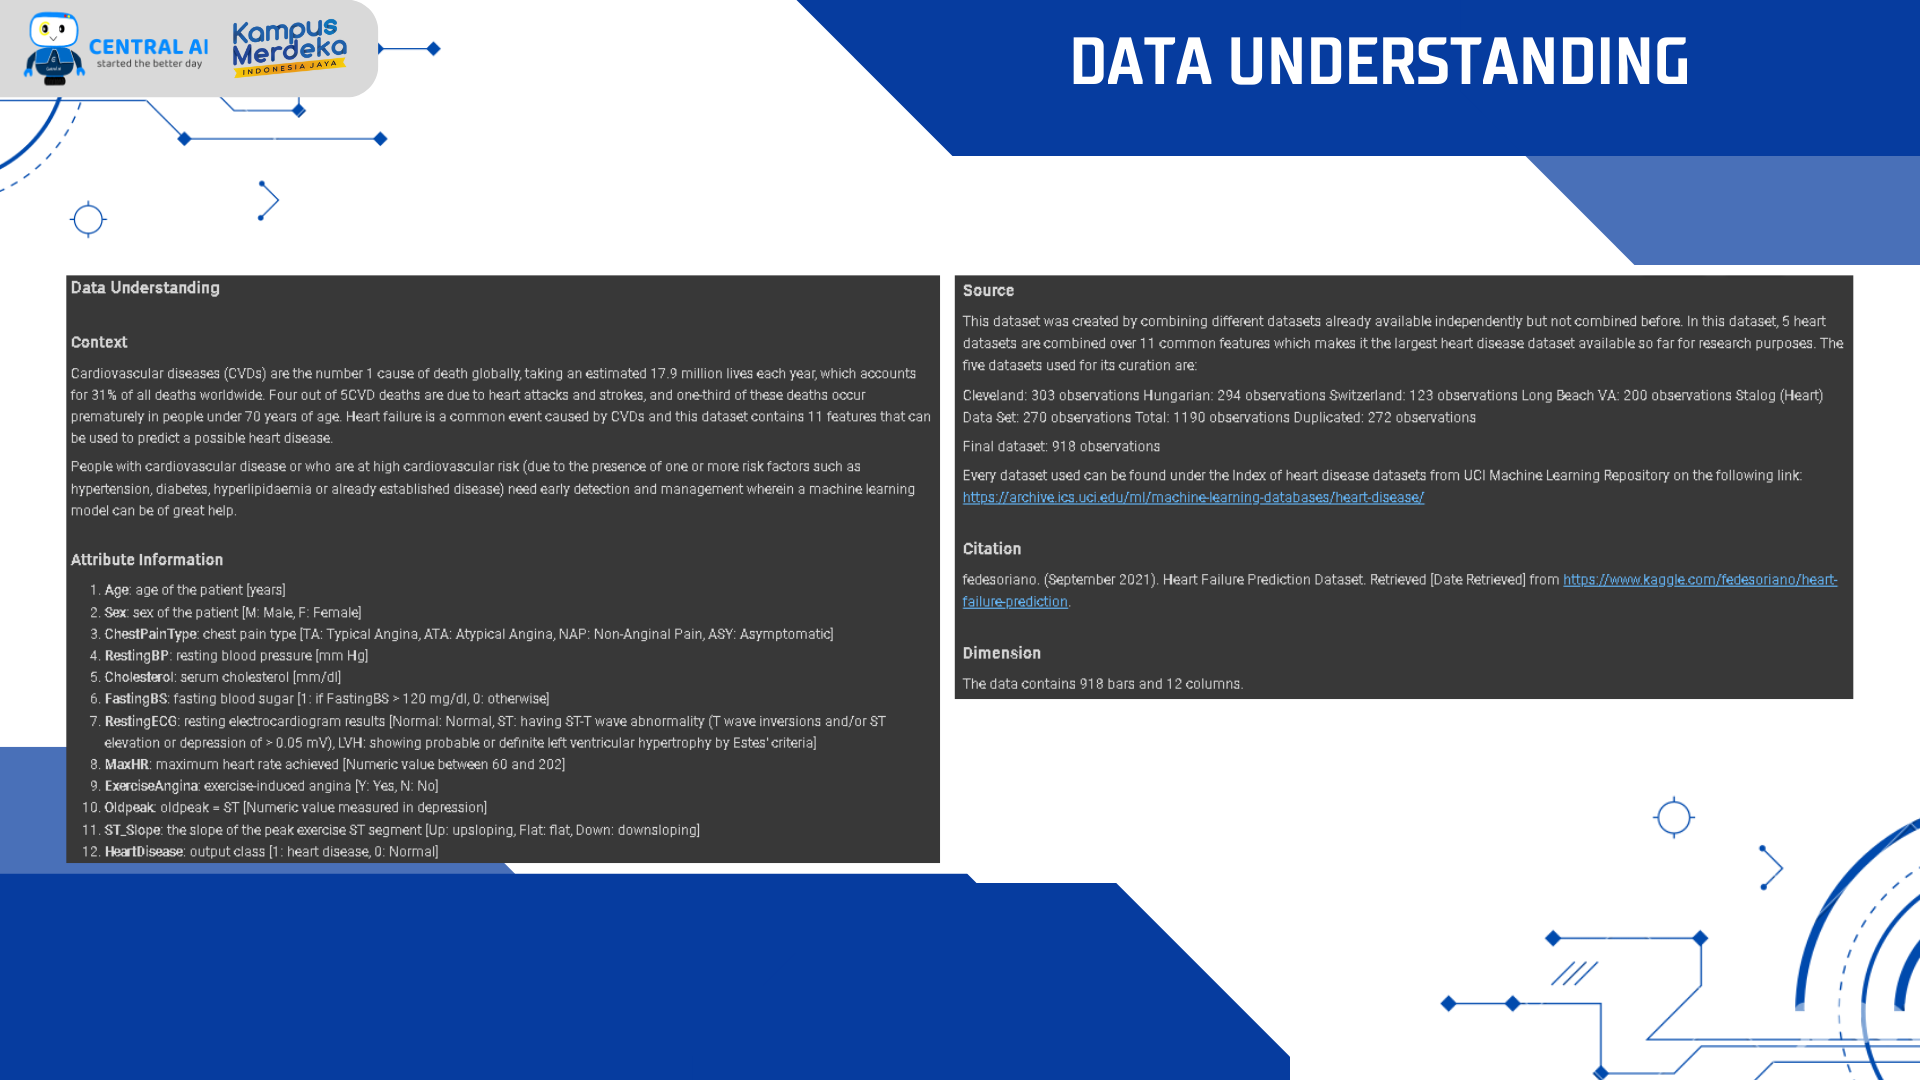 CENTRAL AI
started the better day
Kampus
Merdeka
INDONESIA JAYA
DATA UNDERSTANDING
Data Understanding
Context
Cardiovascular diseases (CVDs) are the number 1 cause of death globally, taking an estimated 17.9 million lives each year, which accounts
for 31% of all deaths worldwide. Four out of 5CVD deaths are due to heart attacks and strokes, and one-third of these deaths occur
prematurely in people under 70 years of age. Heart failure is a common event caused by CVDs and this dataset contains 11 features that can
be used to predict a possible heart disease.
People with cardiovascular disease or who are at high cardiovascular risk (due to the presence of one or more risk factors such as
hypertension, diabetes, hyperlipidaemia or already established disease) need early detection and management wherein a machine learning
model can be of great help.
Attribute Information
1. Age: age of the patient [years]
2. Sex: sex of the patient [M: Male, F: Female]
3. ChestPainType: chest pain type [TA: Typical Angina, ATA: Atypical Angina, NAP: Non-Anginal Pain, ASY: Asymptomatic]
4. RestingBP: resting blood pressure [mm Hg]
5. Cholesterol: serum cholesterol [mm/dl]
6. FastingBS: fasting blood sugar [1: if FastingBS > 120 mg/dl, 0: otherwise]
7. RestingECG: resting electrocardiogram results [Normal: Normal, ST: having ST-T wave abnormality (T wave inversions and/or ST
elevation or depression of > 0.05 mV), LVH: showing probable or definite left ventricular hypertrophy by Estes' criteria]
8. MaxHR: maximum heart rate achieved [Numeric value between 60 and 202]
9. ExerciseAngina: exercise-induced angina [Y: Yes, N: No]
10. Oldpeak: oldpeak = ST [Numeric value measured in depression]
11. ST_Slope: the slope of the peak exercise ST segment [Up: upsloping, Flat: flat, Down: downsloping]
12. HeartDisease: output class [1: heart disease, 0: Normal]
Source
This dataset was created by combining different datasets already available independently but not combined before. In this dataset, 5 heart
datasets are combined over 11 common features which makes it the largest heart disease dataset available so far for research purposes. The
five datasets used for its curation are:
Cleveland: 303 observations Hungarian: 294 observations Switzerland: 123 observations Long Beach VA: 200 observations Stalog (Heart)
Data Set: 270 observations Total: 1190 observations Duplicated: 272 observations
Final dataset: 918 observations
Every dataset used can be found under the Index of heart disease datasets from UCI Machine Learning Repository on the following link:
https://archive.ics.uci.edu/ml/machine-learning-databases/heart-disease/
Citation
fedesoriano. (September 2021). Heart Failure Prediction Dataset. Retrieved [Date Retrieved] from https://www.kaggle.com/fedesoriano/heart-
failure-prediction.
Dimension
The data contains 918 bars and 12 columns.